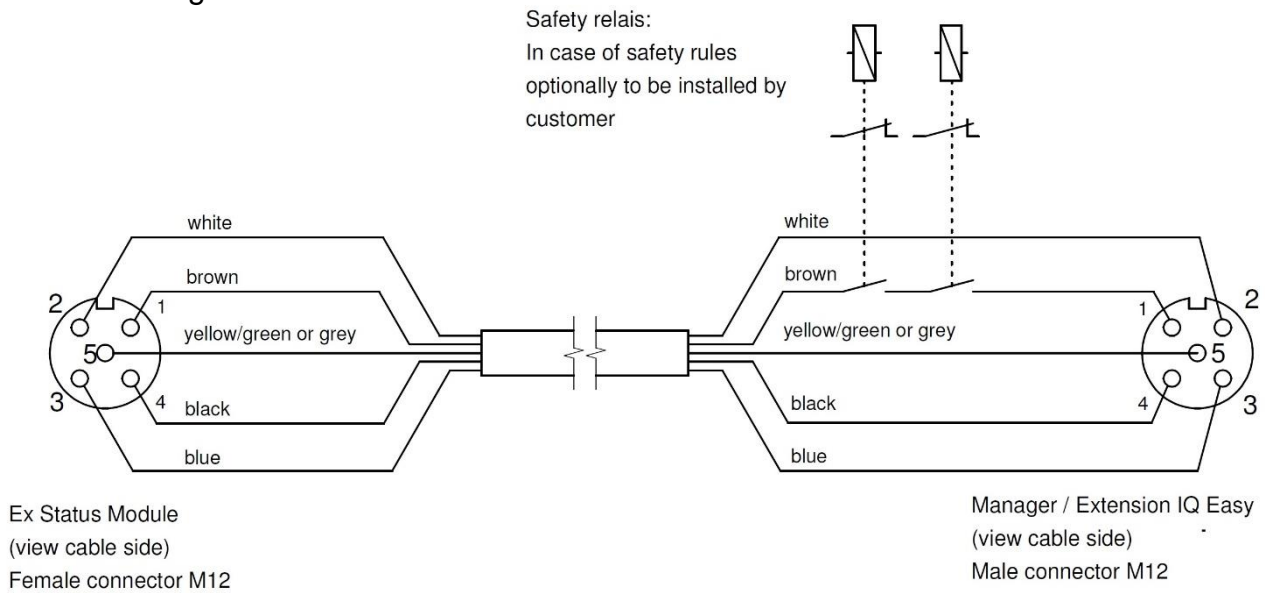 Safety relais:
In case of safety rules
optionally to be installed by
customer
white
white
brown
brown
2
1
1
2
yellow/green or grey
yellow/green or grey
5
5
3
4
4
3
black
black
blue
blue
Ex Status Module
(view cable side)
Female connector M12
Manager / Extension IQ Easy
(view cable side)
Male connector M12